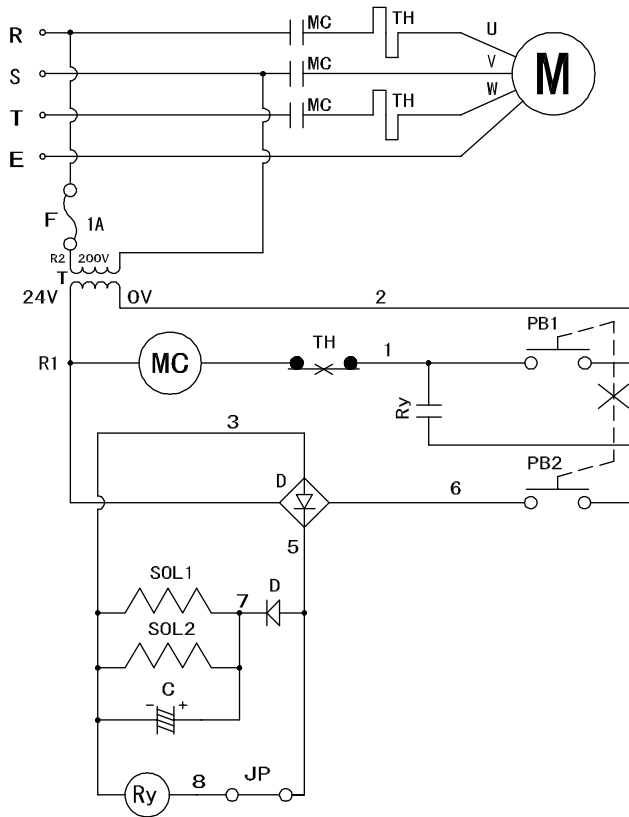 R MC TH U
S MC V M
T MC TH W
E
F 1A
R2 200V
T
24V 0V 2
R1 MC TH 1 PB1
Ry
3
D 6 PB2
5
SOL1 7 D
SOL2
- C +
Ry 8 JP